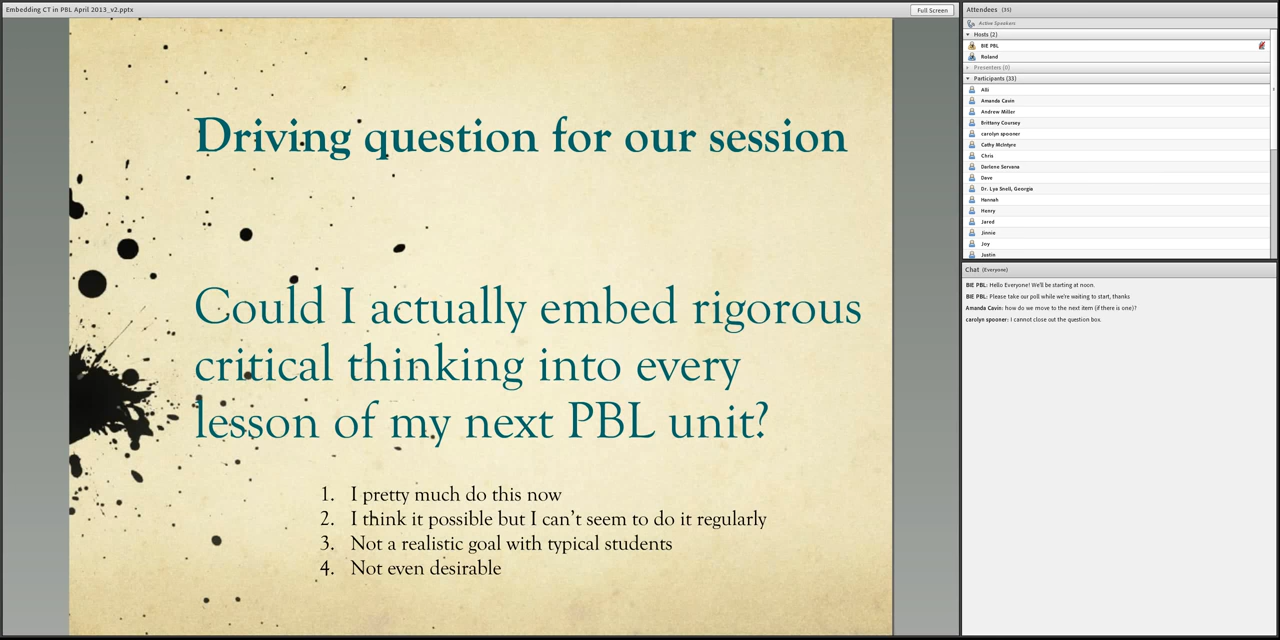 Embedding CT in PBL April 2013_v2.pptx
Full Screen
Driving question for our session
Could I actually embed rigorous
critical thinking into every
lesson of my next PBL unit?
1. I pretty much do this now
2. I think it possible but I can't seem to do it regularly
3. Not a realistic goal with typical students
4. Not even desirable
Attendees (35)
Active Speakers
Hosts (2)
BIE PBL
Roland
Presenters (0)
Participants (33)
Alli
Amanda Cavin
Andrew Miller
Brittany Coursey
carolyn spooner
Cathy McIntyre
Chris
Darlene Servana
Dave
Dr. Lya Snell, Georgia
Hannah
Henry
Jared
Jinnie
Joy
Justin
Chat (Everyone)
BIE PBL: Hello Everyone! We'll be starting at noon.
BIE PBL: Please take our poll while we're waiting to start, thanks
Amanda Cavin: how do we move to the next item (if there is one)?
carolyn spooner: I cannot close out the question box.